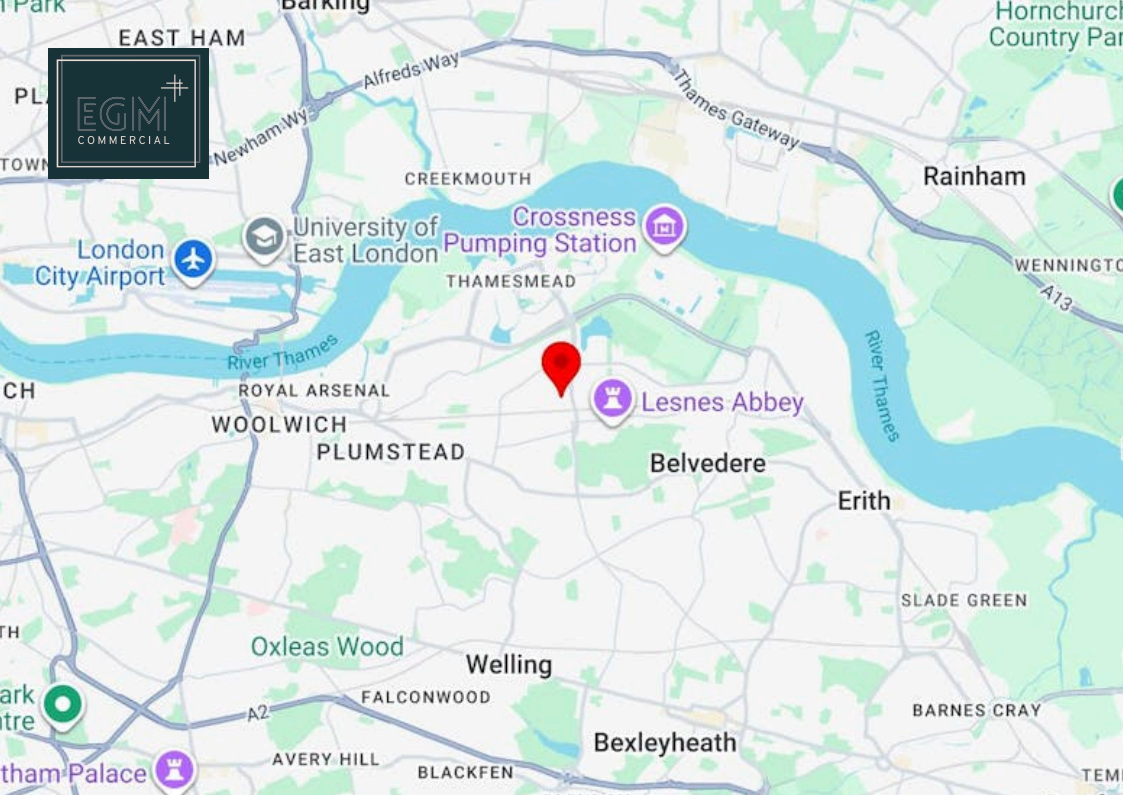 Barking
Park
Hornchurch
Country Par
EAST HAM
Alfreds Way
Thames Gateway
EGM
COMMERCIAL
Newham Wy
CREEKMOUTH
Rainham
University of
East London
Crossness
Pumping Station
London
City Airport
THAMESMEAD
WENNINGTO
A13
River Thames
River Thames
ROYAL ARSENAL
Lesnes Abbey
WOOLWICH
PLUMSTEAD
Belvedere
Erith
SLADE GREEN
Oxleas Wood
Welling
FALCONWOOD
ark
ntre
A2
BARNES CRAY
Bexleyheath
AVERY HILL
BLACKFEN
tham Palace
TEM